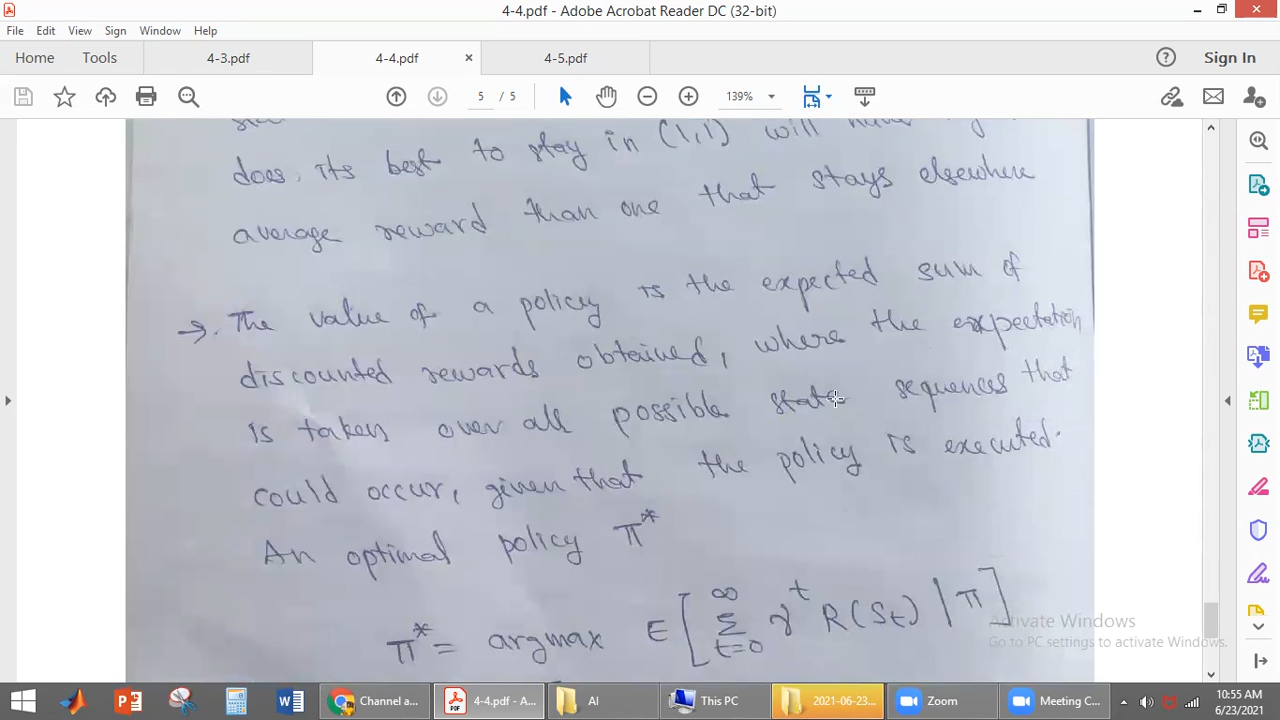 4-4.pdf - Adobe Acrobat Reader DC (32-bit)
File Edit View Sign Window Help
Home Tools 4-3.pdf 4-4.pdf × 4-5.pdf Sign In
5 / 5 139%
does, its best to stay in (1,1) will
average reward than one that stays elsewhere
→. The value of a policy is the expected sum of
discounted rewards obtained, where the expectation
is taken over all possible state sequences that
could occur, given that the policy is executed.
An optimal policy π*
π* = argmax E[∑ t=0 ∞ γ^t R(St) | π]
Activate Windows
Go to PC settings to activate Windows.
Channel a... 4-4.pdf - A... AI This PC 2021-06-23... Zoom Meeting C... 10:55 AM
6/23/2021